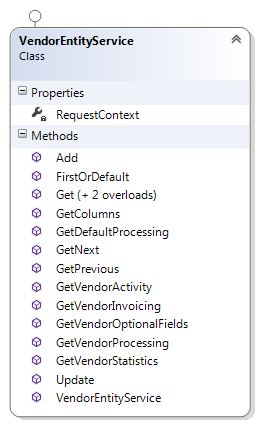 VendorEntityService
Class
Properties
RequestContext
Methods
Add
FirstOrDefault
Get (+ 2 overloads)
GetColumns
GetDefaultProcessing
GetNext
GetPrevious
GetVendorActivity
GetVendorInvoicing
GetVendorOptionalFields
GetVendorProcessing
GetVendorStatistics
Update
VendorEntityService